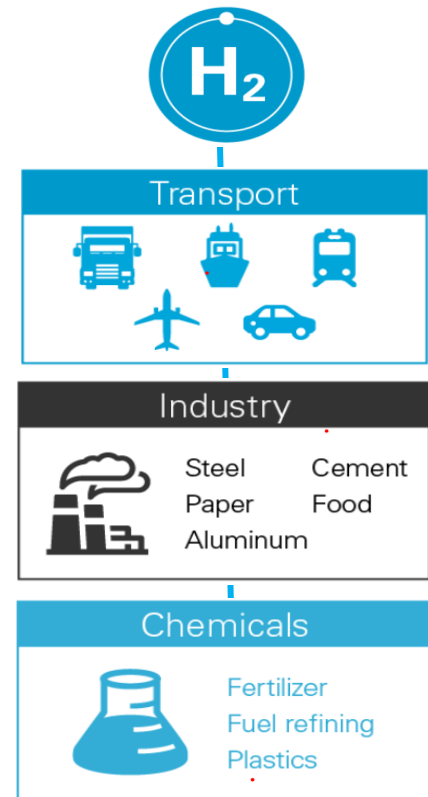 H₂
Transport
Industry
Steel Cement
Paper Food
Aluminum
Chemicals
Fertilizer
Fuel refining
Plastics